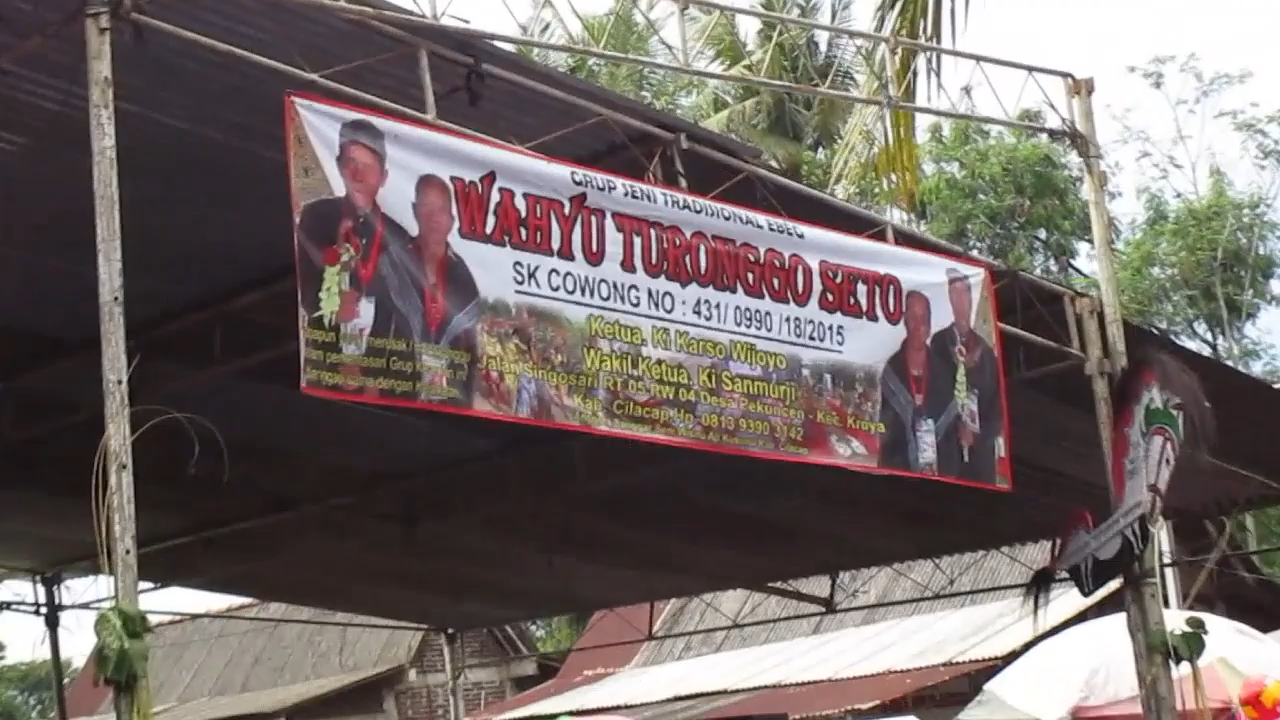 GRUP SENI TRADISIONAL EBEG
WAHYU TURONGGO SETO
SK COWONG NO : 431/ 0990 /18/2015
Ketua. Ki Karso Wijoyo
Wakil Ketua. Ki Sanmurji
Jalan singosari RT 05 RW 04 Desa Pekuncen - Kec. Kroya
Kab. Cilacap Hp. 0813 9390 3142
Cilacap